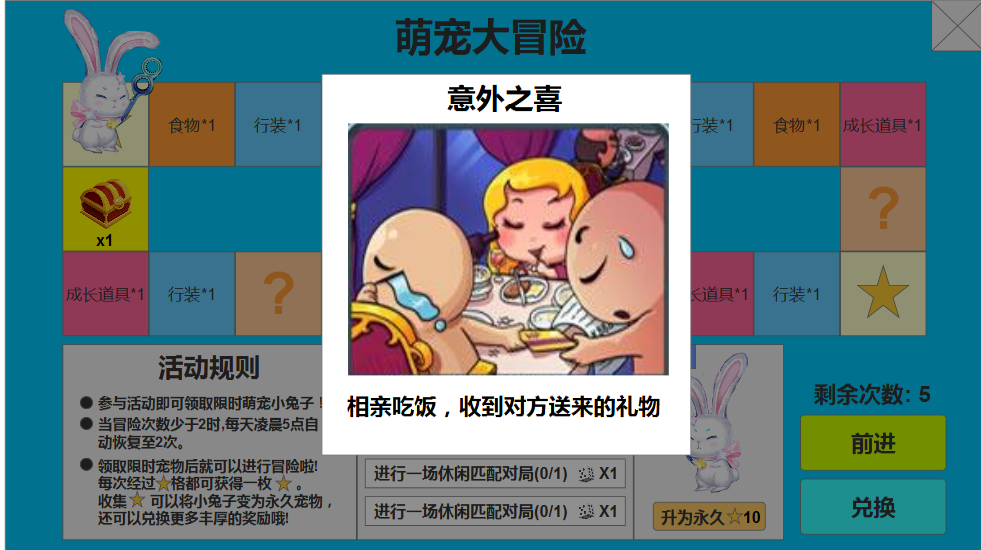 萌宠大冒险
意外之喜
食物*1
行装*1
行装*1
食物*1
成长道具*1
x1
?
成长道具*1
行装*1
?
长道具*1
行装*1
相亲吃饭，收到对方送来的礼物
活动规则
参与活动即可领取限时萌宠小兔子！
当冒险次数少于2时,每天凌晨5点自
动恢复至2次。
领取限时宠物后就可以进行冒险啦!
每次经过格都可获得一枚。
收集可以将小兔子变为永久宠物，
还可以兑换更多丰厚的奖励哦!
进行一场休闲匹配对局(0/1) X1
进行一场休闲匹配对局(0/1) X1
升为永久 10
剩余次数: 5
前进
兑换